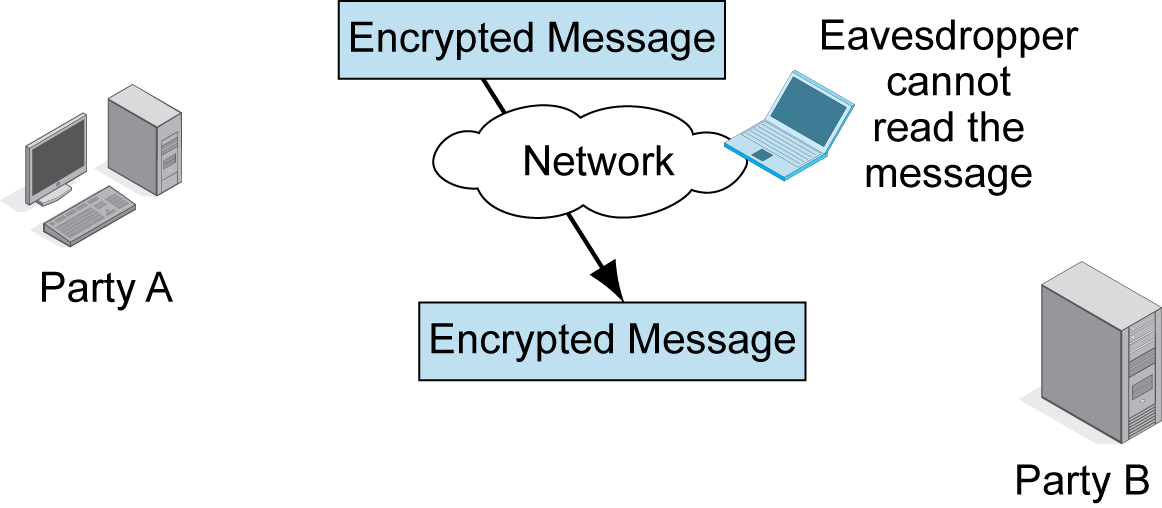 Encrypted Message
Eavesdropper
cannot
read the
message
Network
Party A
Encrypted Message
Party B